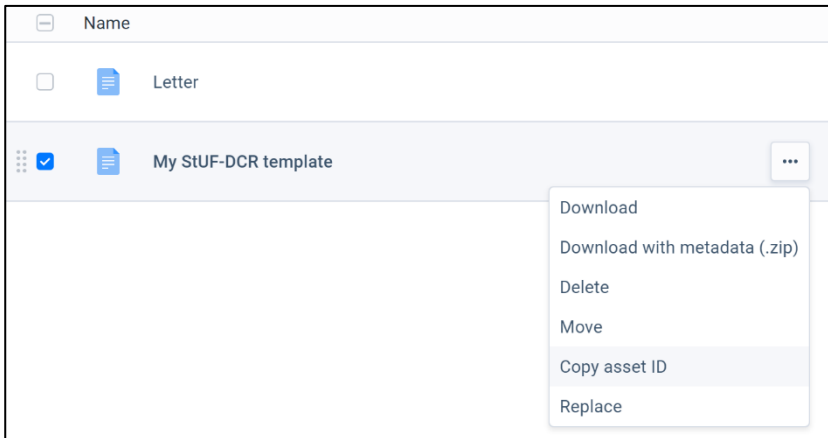 Name
Letter
My StUF-DCR template
Download
Download with metadata (.zip)
Delete
Move
Copy asset ID
Replace